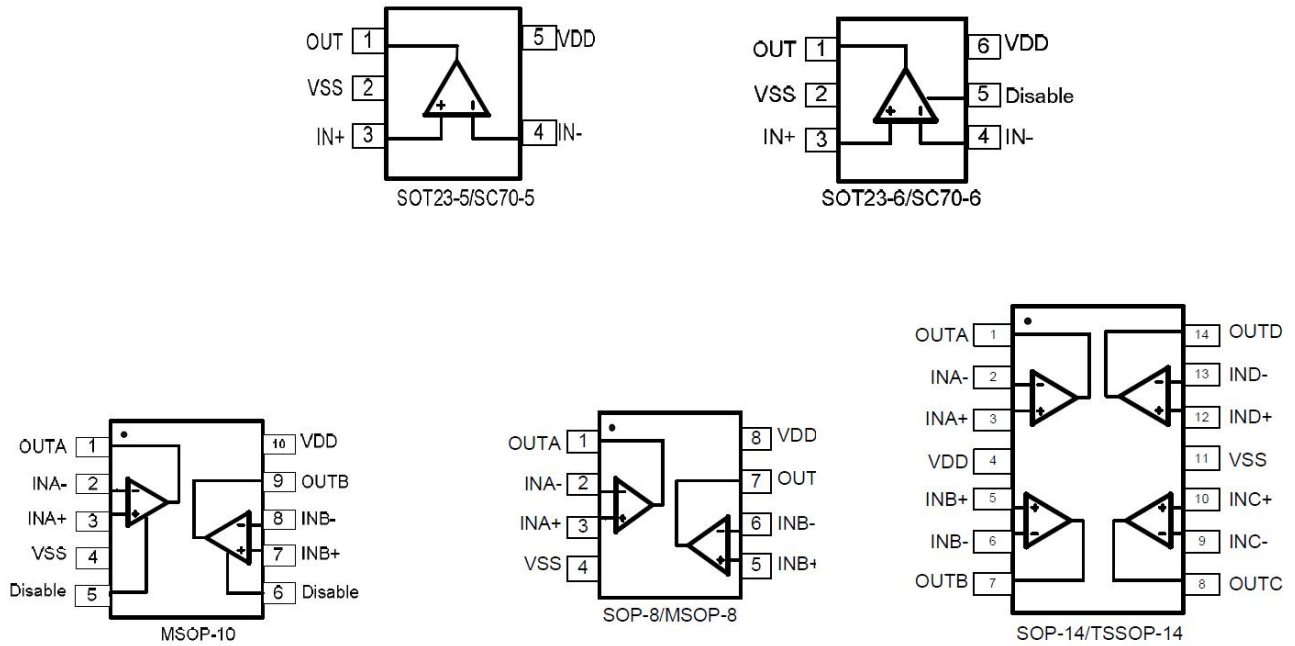 OUT 1
VSS 2
IN+ 3
5 VDD
4 IN-
+ -
SOT23-5/SC70-5
OUT 1
VSS 2
IN+ 3
6 VDD
5 Disable
4 IN-
+ -
SOT23-6/SC70-6
OUTA 1
INA- 2
INA+ 3
VSS 4
Disable 5
10 VDD
9 OUTB
8 INB-
7 INB+
6 Disable
- +
- +
MSOP-10
OUTA 1
INA- 2
INA+ 3
VSS 4
8 VDD
7 OUT
6 INB-
5 INB+
- +
- +
SOP-8/MSOP-8
OUTA 1
INA- 2
INA+ 3
VDD 4
INB+ 5
INB- 6
OUTB 7
14 OUTD
13 IND-
12 IND+
11 VSS
10 INC+
9 INC-
8 OUTC
- +
- +
+ -
+ -
SOP-14/TSSOP-14